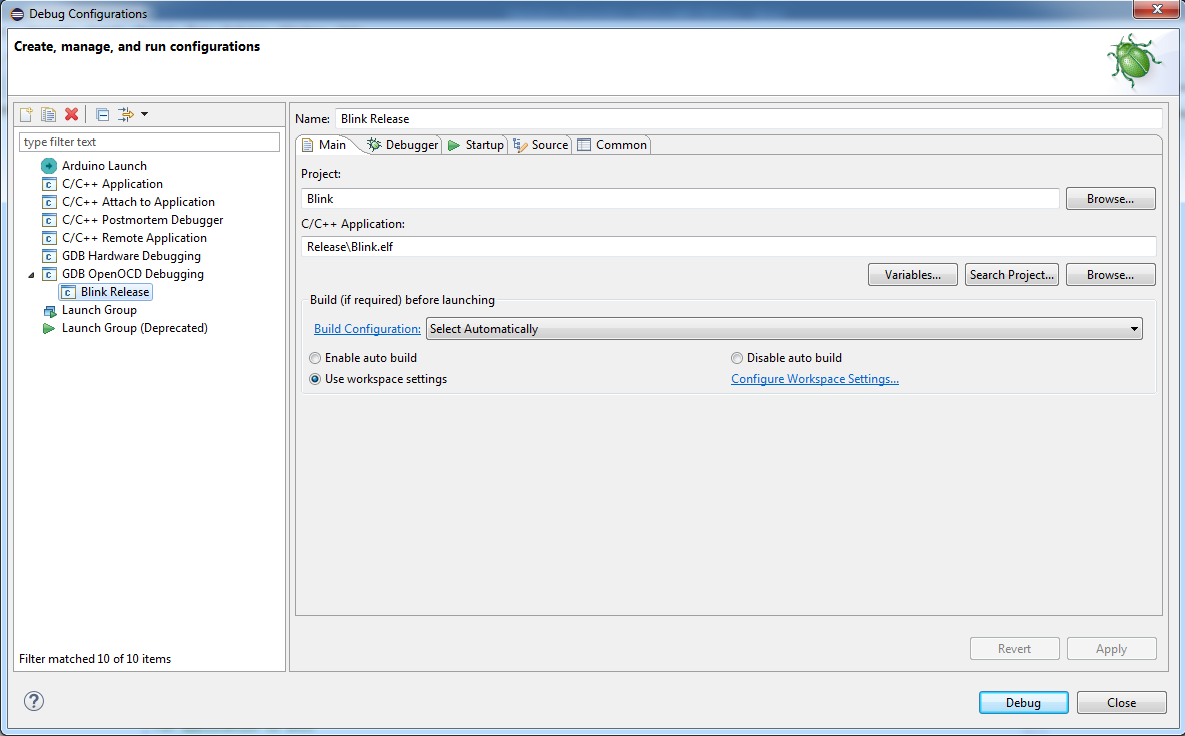 Debug Configurations
Create, manage, and run configurations
type filter text
Arduino Launch
C/C++ Application
C/C++ Attach to Application
C/C++ Postmortem Debugger
C/C++ Remote Application
GDB Hardware Debugging
GDB OpenOCD Debugging
Blink Release
Launch Group
Launch Group (Deprecated)
Filter matched 10 of 10 items
Name: Blink Release
Main Debugger Startup Source Common
Project:
Blink Browse...
C/C++ Application:
Release\Blink.elf
Variables... Search Project... Browse...
Build (if required) before launching
Build Configuration: Select Automatically
Enable auto build Disable auto build
Use workspace settings Configure Workspace Settings...
Revert Apply
? Debug Close